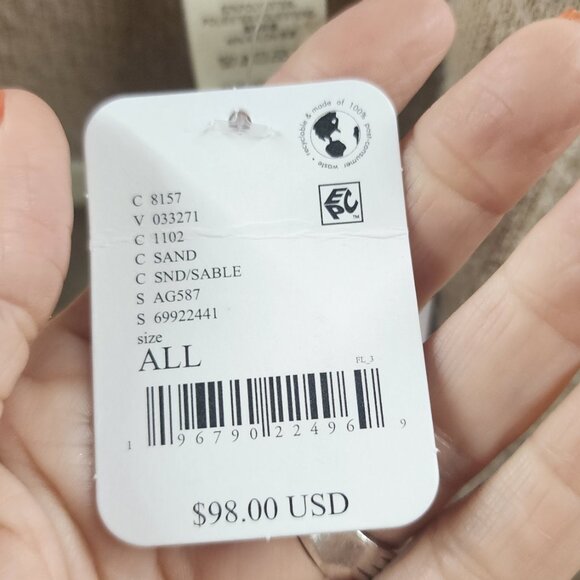 recyclable & made of 100% post-consumer waste •
EPC™
C 8157
V 033271
C 1102
C SAND
C SND/SABLE
S AG587
S 69922441
size
ALL
FL_3
1 96790 22496 9
$98.00 USD